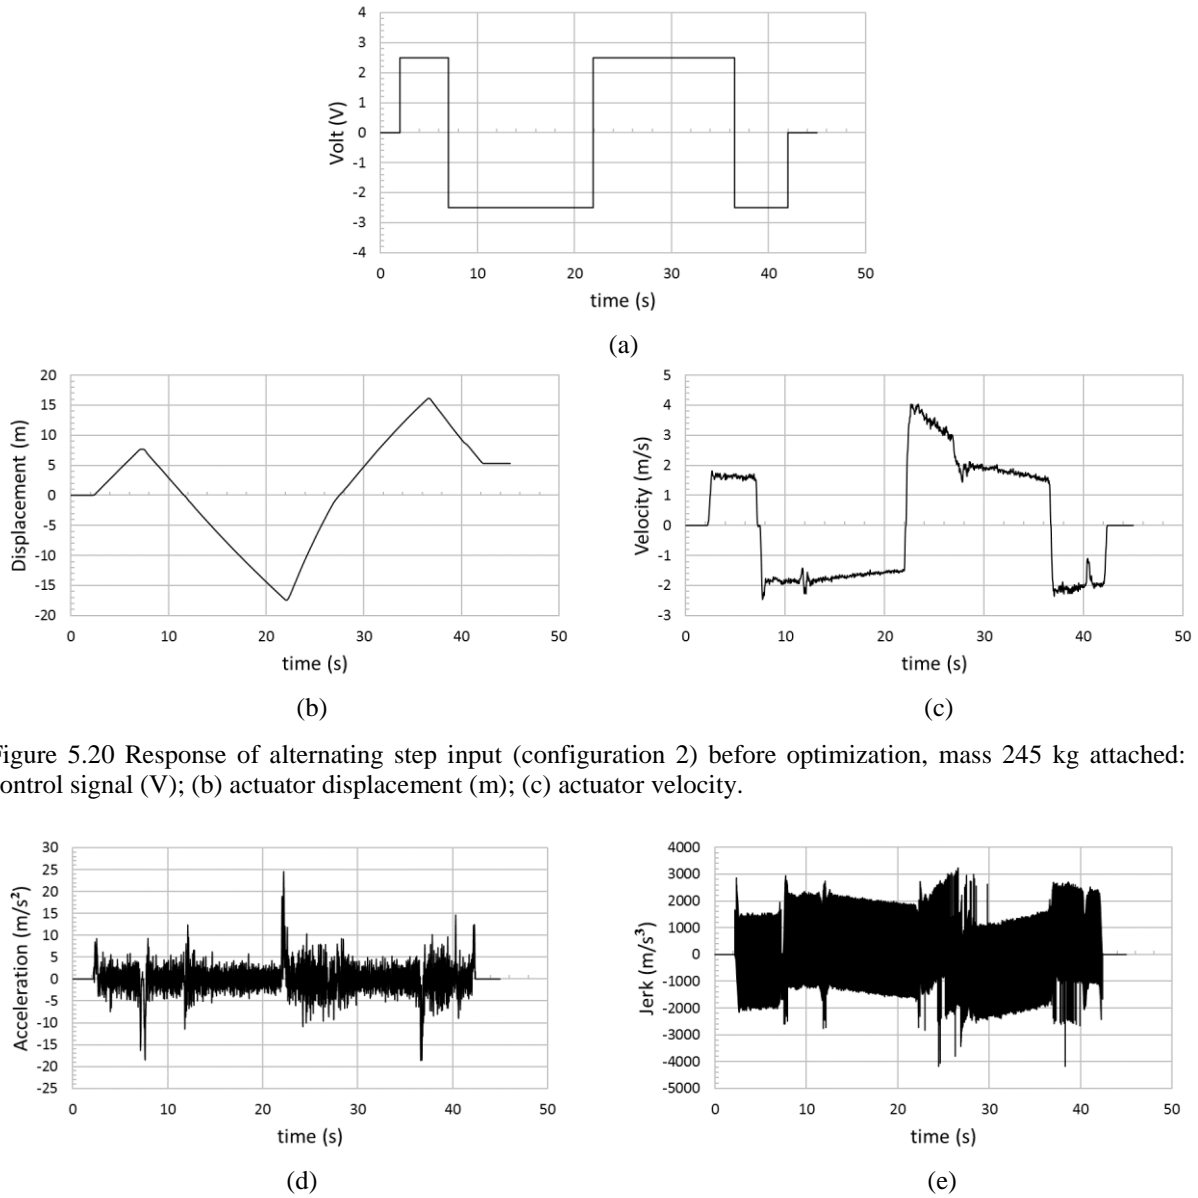 4
3
2
1
0
-1
-2
-3
-4
Volt (V)
0 10 20 30 40 50
time (s)
(a)
20
15
10
5
0
-5
-10
-15
-20
Displacement (m)
0 10 20 30 40 50
time (s)
(b)
5
4
3
2
1
0
-1
-2
-3
Velocity (m/s)
0 10 20 30 40 50
time (s)
(c)
igure 5.20 Response of alternating step input (configuration 2) before optimization, mass 245 kg attached:
ontrol signal (V); (b) actuator displacement (m); (c) actuator velocity.
30
25
20
15
10
5
0
-5
-10
-15
-20
-25
Acceleration (m/s²)
0 10 20 30 40 50
time (s)
(d)
4000
3000
2000
1000
0
-1000
-2000
-3000
-4000
-5000
Jerk (m/s³)
0 10 20 30 40 50
time (s)
(e)